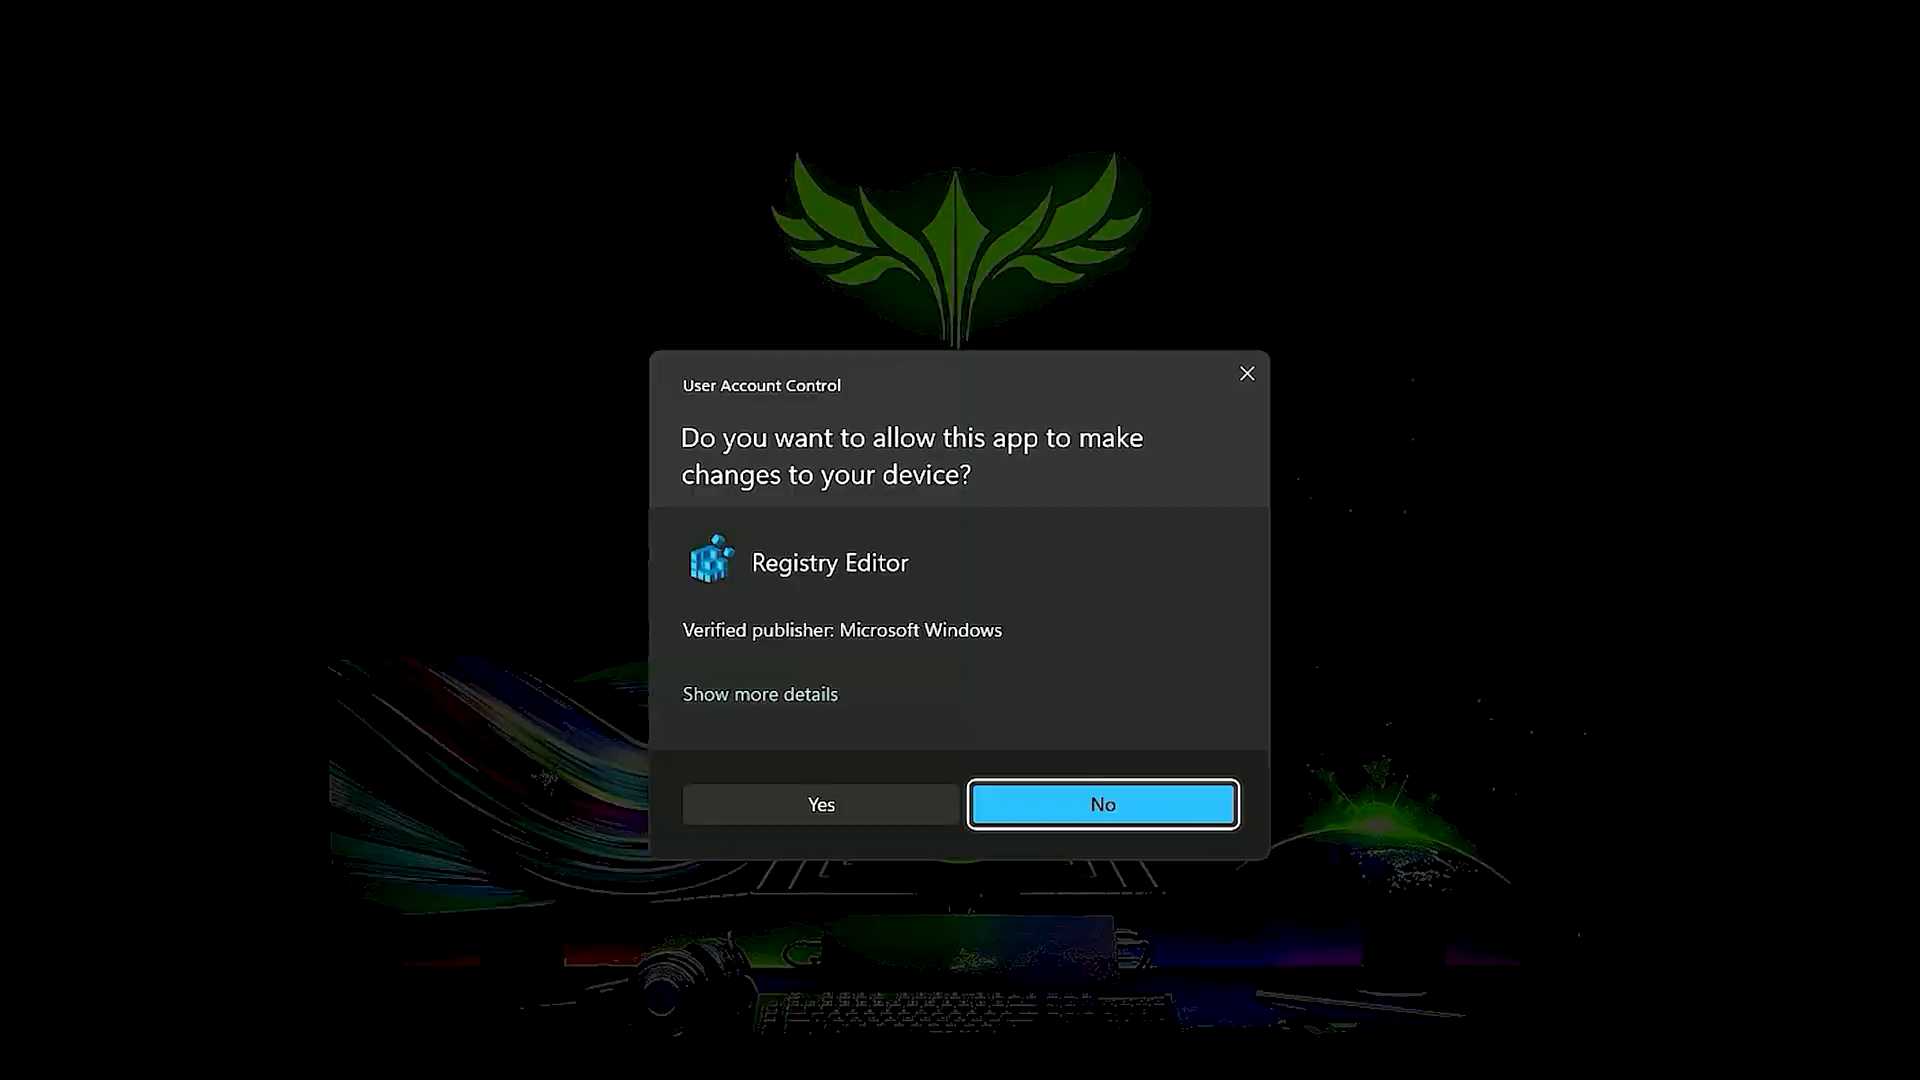 User Account Control
Do you want to allow this app to make
changes to your device?
Registry Editor
Verified publisher: Microsoft Windows
Show more details
Yes
No